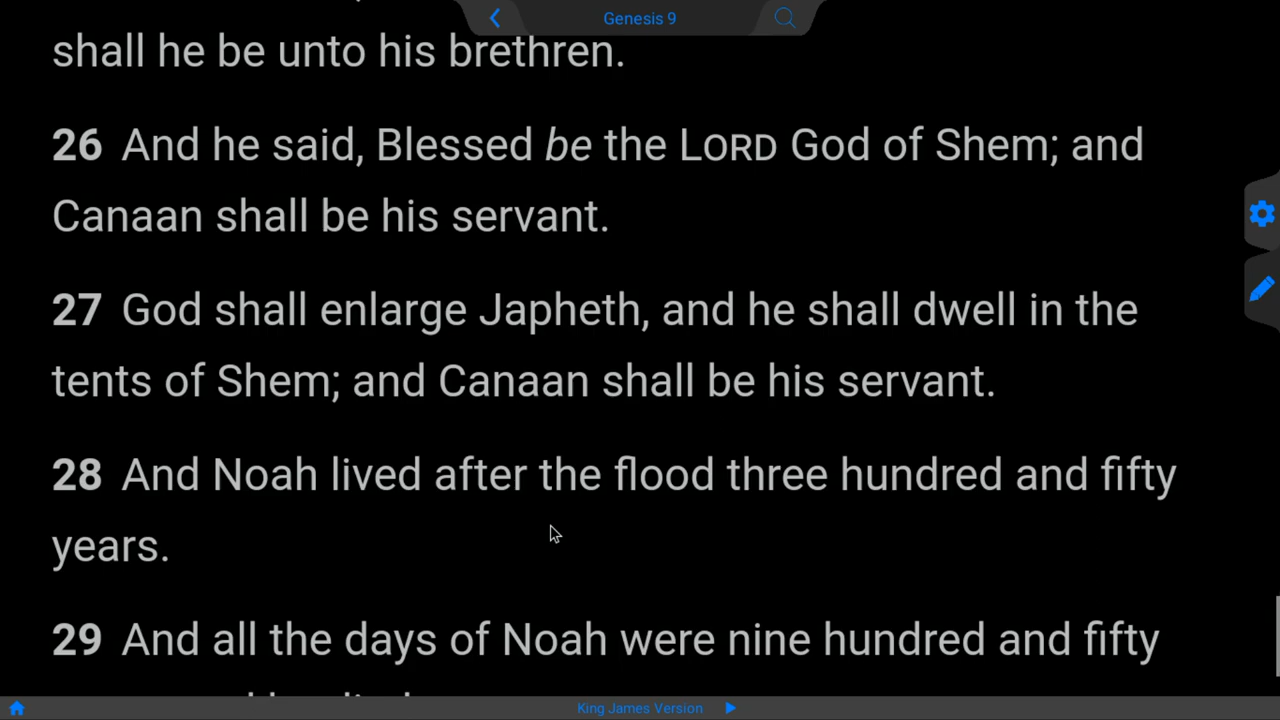 Genesis 9
shall he be unto his brethren.
26 And he said, Blessed be the LORD God of Shem; and
Canaan shall be his servant.
27 God shall enlarge Japheth, and he shall dwell in the
tents of Shem; and Canaan shall be his servant.
28 And Noah lived after the flood three hundred and fifty
years.
29 And all the days of Noah were nine hundred and fifty
King James Version